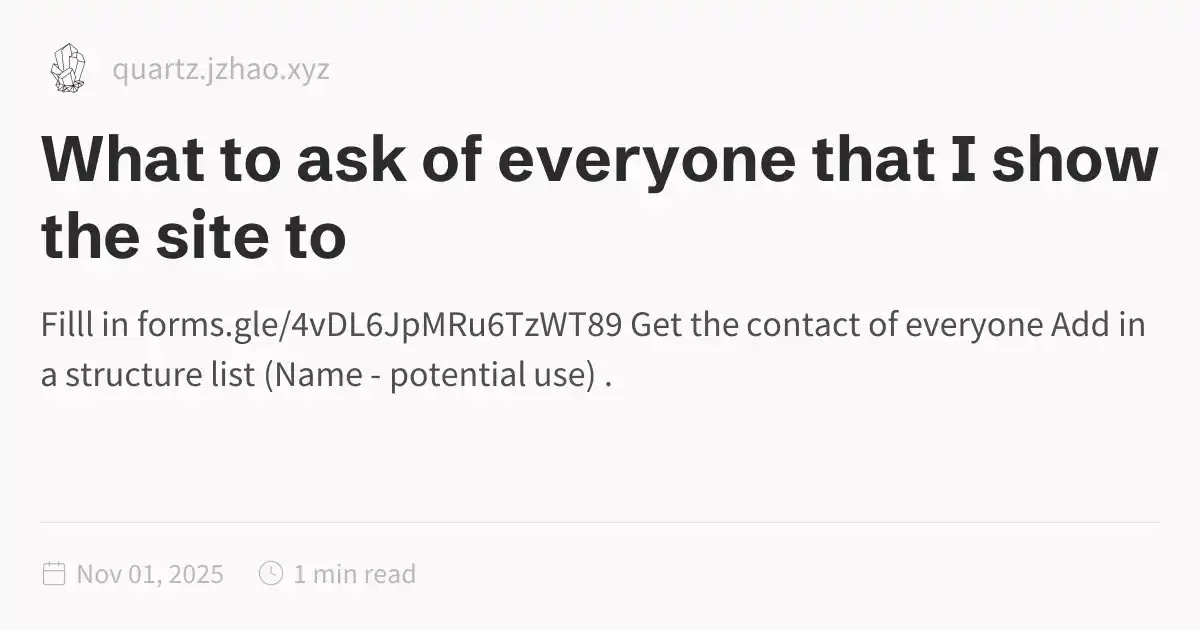 quartz.jzhao.xyz
What to ask of everyone that I show
the site to
Filll in forms.gle/4vDL6JpMRu6TzWT89 Get the contact of everyone Add in
a structure list (Name - potential use) .
Nov 01, 2025 1 min read